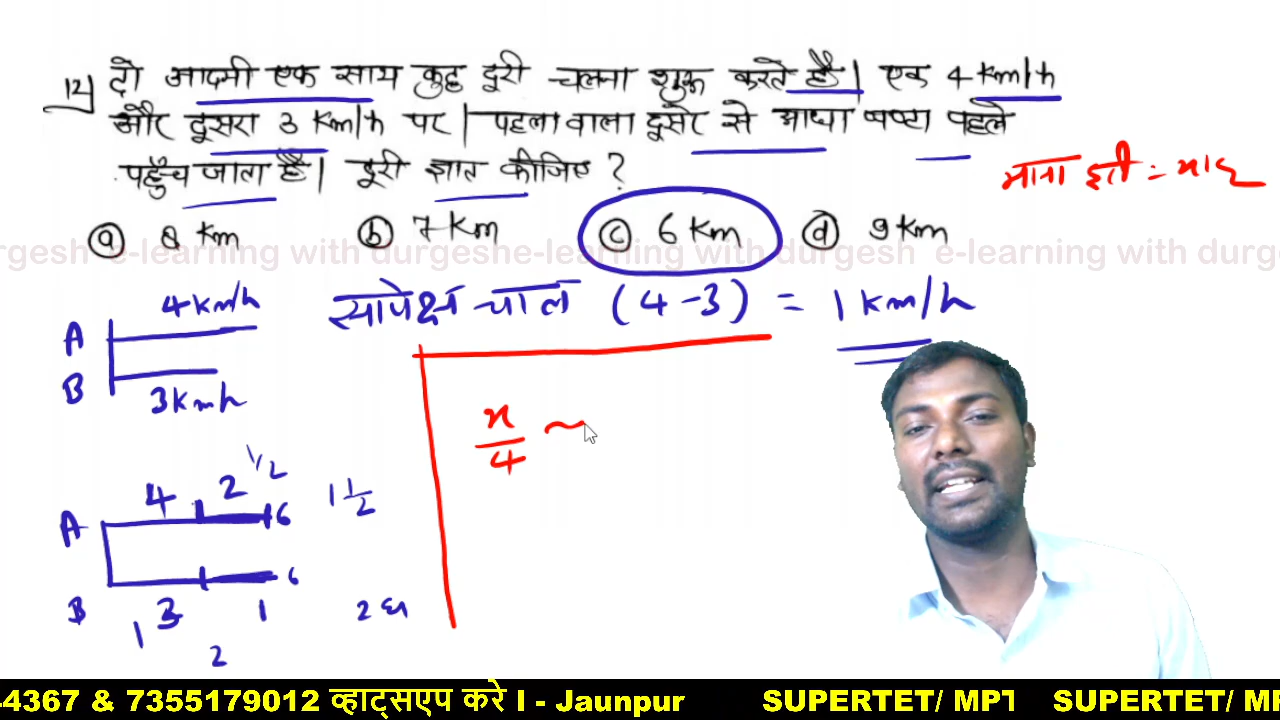 12) दो आदमी एक साथ कुछ दूरी चलना शुरू करते हैं। एक 4 Km/h
और दूसरा 3 Km/h पर। पहला वाला दूसरे से आधा घण्टा पहले
पहुँच जाता है। दूरी ज्ञात कीजिए ?
माना दूरी = x
(a) 8 Km (b) 7 Km (c) 6 Km (d) 9 Km
durgesh e-learning with durgeshe-learning with durgesh e-learning with durge
4 km/h
सापेक्ष चाल (4-3) = 1 km/h
A
B
3 kmh
x/4 ~
1/2
4 2
A 6 1 1/2
6
B 3 1 2 घ
1
2
-4367 & 7355179012 व्हाट्सएप करे I - Jaunpur SUPERTET/ MPT SUPERTET/ MP